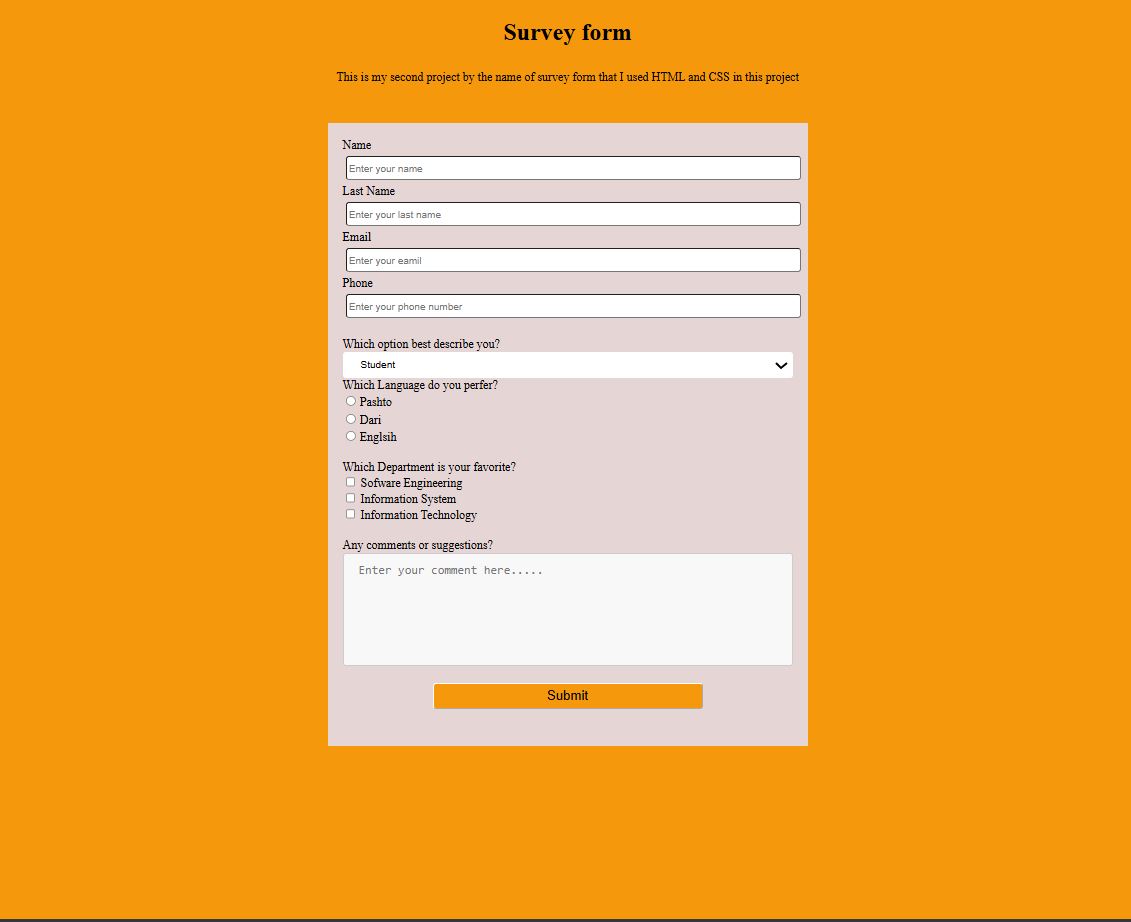 Survey form
This is my second project by the name of survey form that I used HTML and CSS in this project
Name
Enter your name
Last Name
Enter your last name
Email
Enter your eamil
Phone
Enter your phone number
Which option best describe you?
Student
Which Language do you perfer?
Pashto
Dari
Englsih
Which Department is your favorite?
Sofware Engineering
Information System
Information Technology
Any comments or suggestions?
Enter your comment here.....
Submit